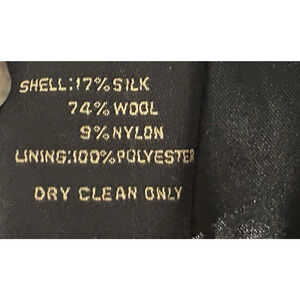 SHELL:17% SILK
74% WOOL
9% NYLON
LINING:100% POLYESTER
DRY CLEAN ONLY